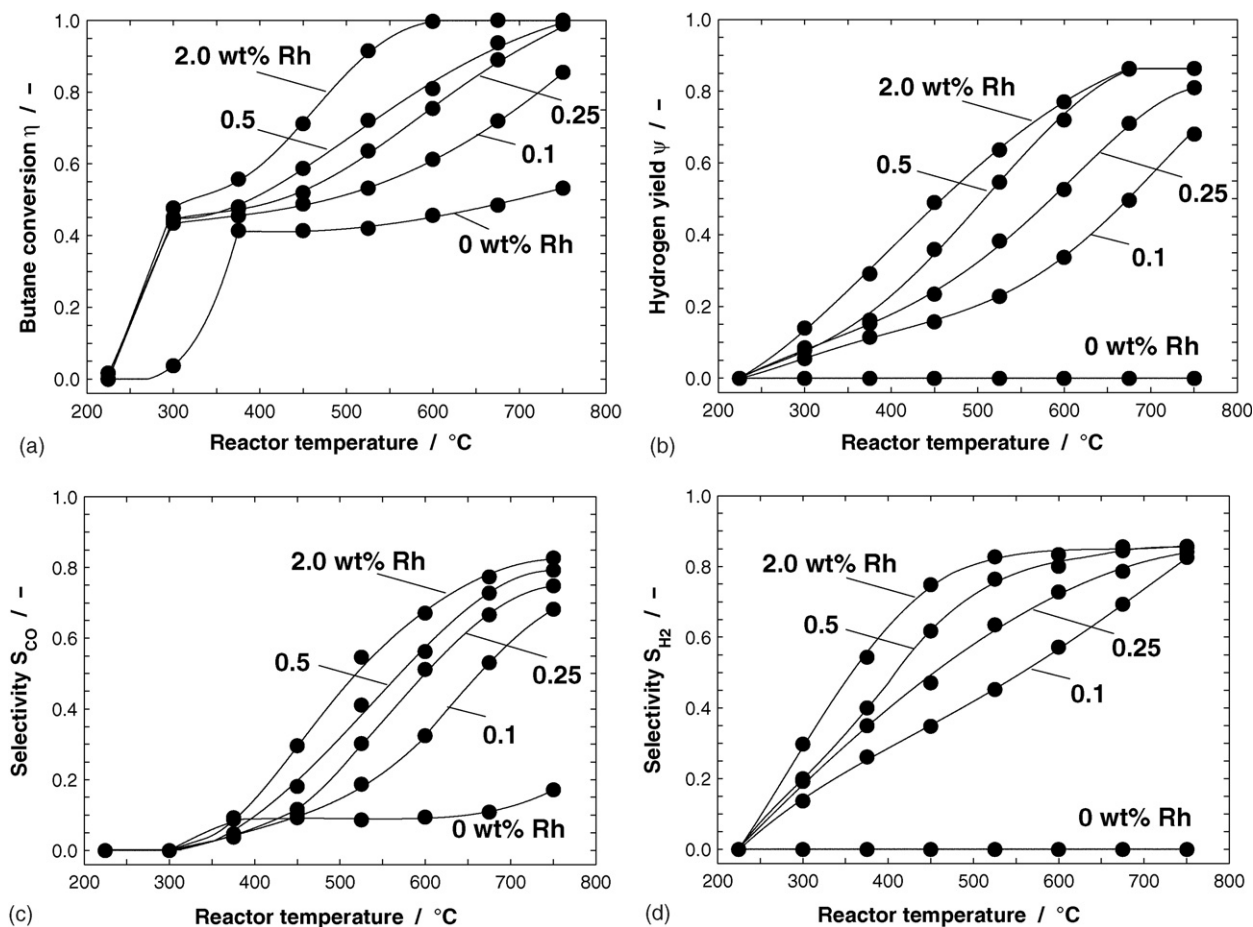 Butane conversion η / –
1.0
0.8
0.6
0.4
0.2
0.0
2.0 wt% Rh
0.5
0.25
0.1
0 wt% Rh
200 300 400 500 600 700 800
(a) Reactor temperature / °C
Hydrogen yield ψ / –
1.0
0.8
0.6
0.4
0.2
0.0
2.0 wt% Rh
0.5
0.25
0.1
0 wt% Rh
200 300 400 500 600 700 800
(b) Reactor temperature / °C
Selectivity S_CO / –
1.0
0.8
0.6
0.4
0.2
0.0
2.0 wt% Rh
0.5
0.25
0.1
0 wt% Rh
200 300 400 500 600 700 800
(c) Reactor temperature / °C
Selectivity S_H2 / –
1.0
0.8
0.6
0.4
0.2
0.0
2.0 wt% Rh
0.5
0.25
0.1
0 wt% Rh
200 300 400 500 600 700 800
(d) Reactor temperature / °C